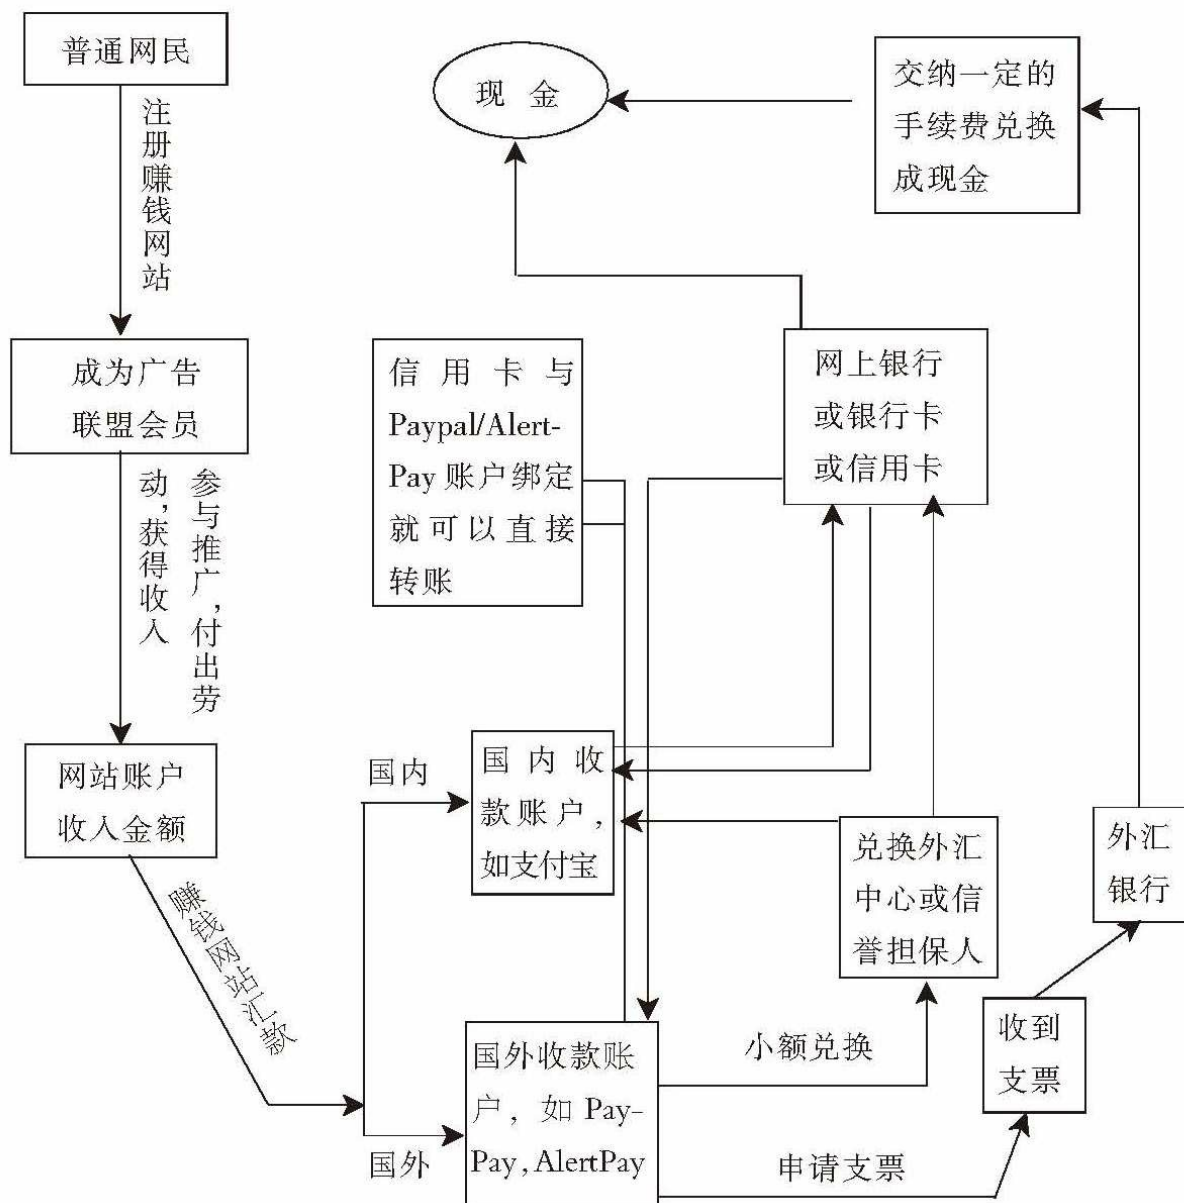 普通网民
注册赚钱网站
成为广告
联盟会员
参与推广,付出劳
动,获得收入
网站账户
收入金额
赚钱网站汇款
国内
国外
现 金
交纳一定的
手续费兑换
成现金
信用卡与
Paypal/Alert-
Pay 账户绑定
就可以直接
转账
网上银行
或银行卡
或信用卡
国内收
款账户,
如支付宝
兑换外汇
中心或信
誉担保人
外汇
银行
国外收款账
户, 如 Pay-
Pay, AlertPay
小额兑换
申请支票
收到
支票